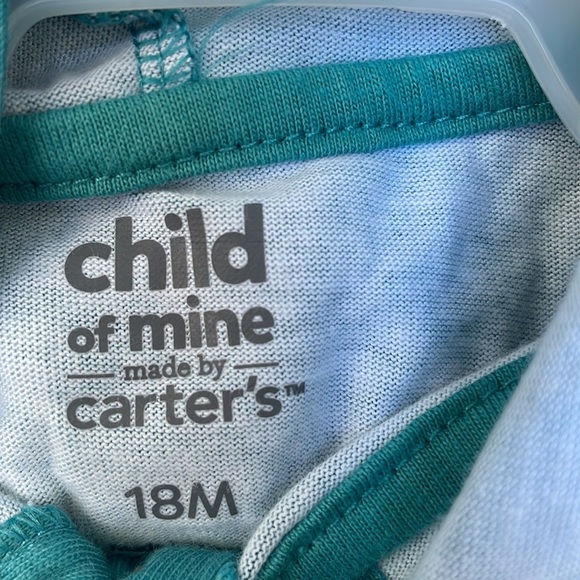 child
of mine
made by
carter's™
18M